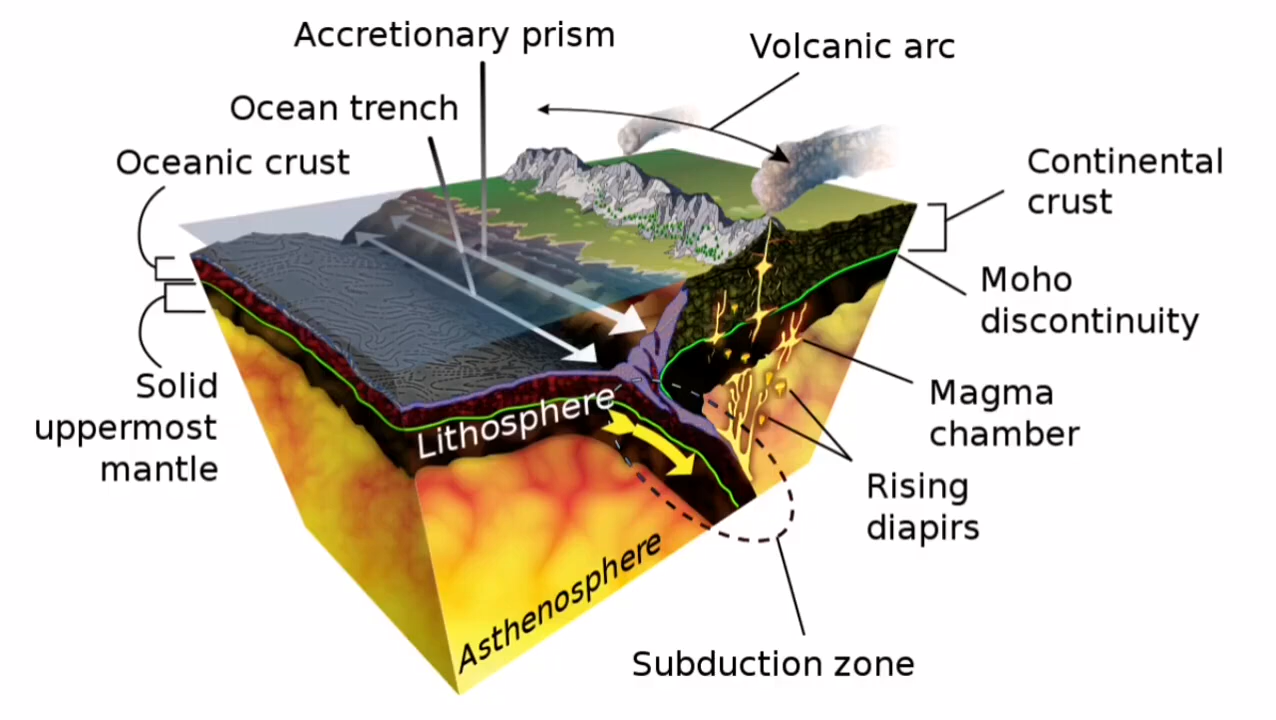 Accretionary prism
Volcanic arc
Ocean trench
Oceanic crust
Continental
crust
Moho
discontinuity
Solid
uppermost
mantle
Lithosphere
Magma
chamber
Rising
diapirs
Asthenosphere
Subduction zone